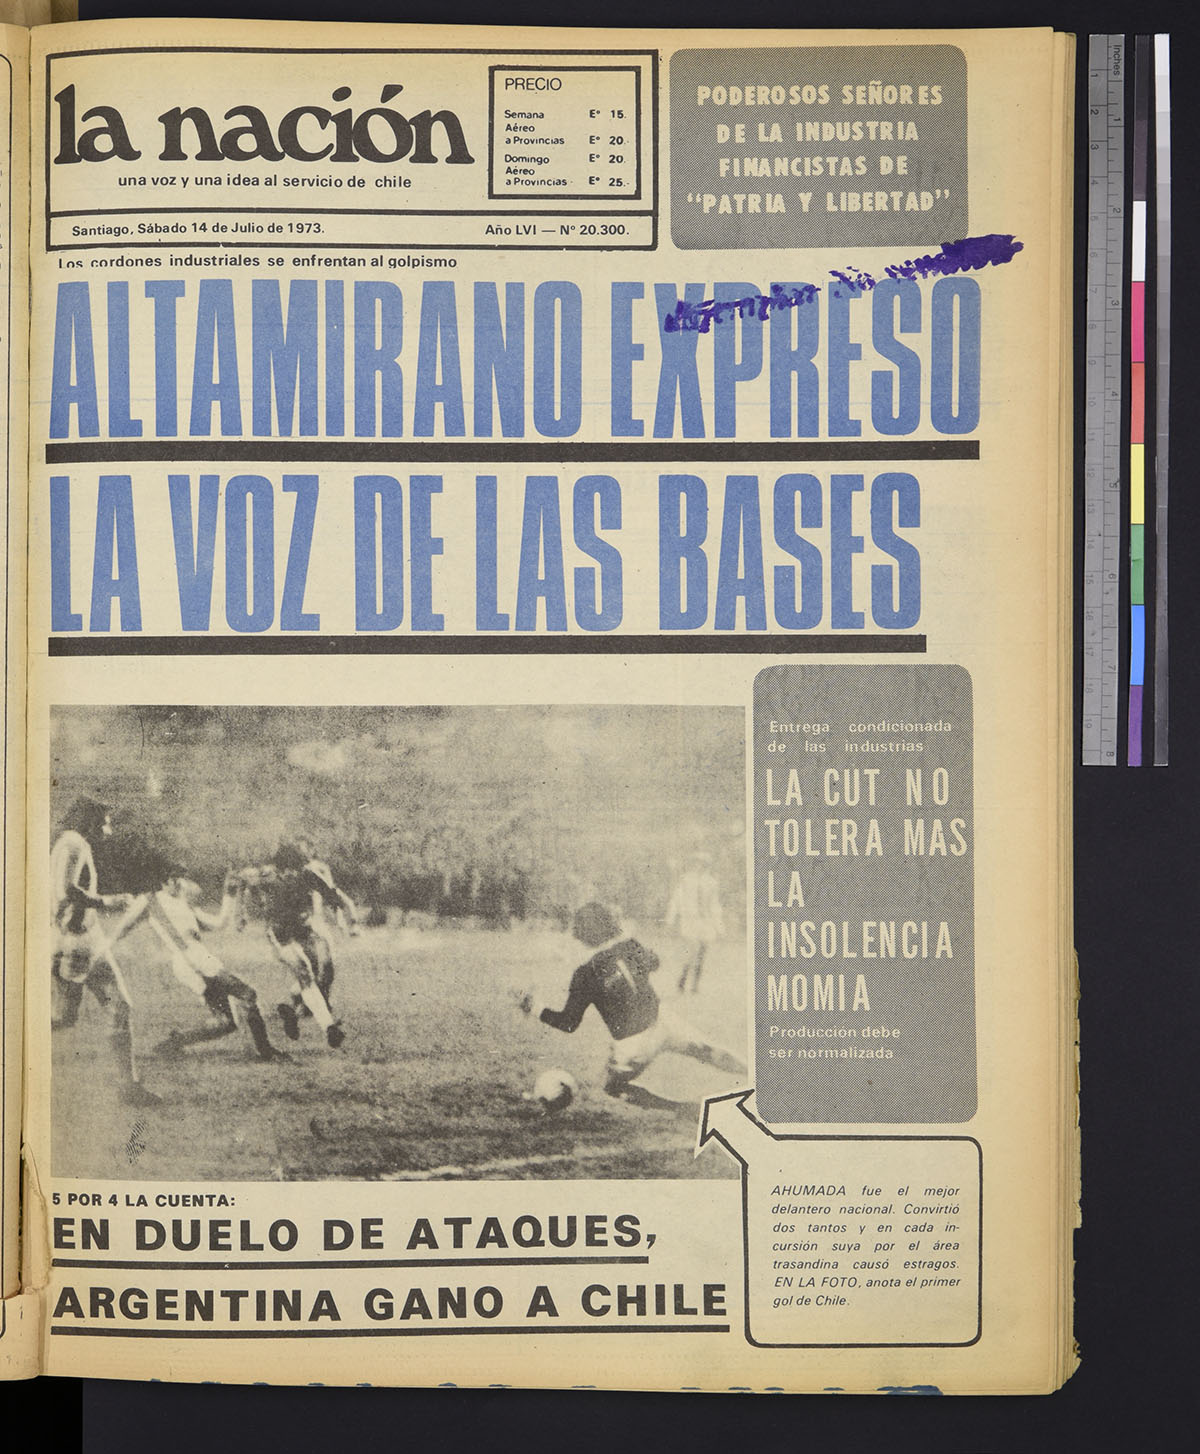 la nación
una voz y una idea al servicio de chile
PRECIO
Semana E° 15.
Aéreo
a Provincias E° 20.
Domingo E° 20.
Aéreo
a Provincias E° 25.-
Santiago, Sábado 14 de Julio de 1973.
Año LVI — N° 20.300.
PODEROSOS SEÑORES
DE LA INDUSTRIA
FINANCISTAS DE
"PATRIA Y LIBERTAD"
Los cordones industriales se enfrentan al golpismo
ALTAMIRANO EXPRESO
LA VOZ DE LAS BASES
Entrega condicionada
de las industrias
LA CUT NO
TOLERA MAS
LA
INSOLENCIA
MOMIA
Producción debe
ser normalizada
5 POR 4 LA CUENTA:
EN DUELO DE ATAQUES,
ARGENTINA GANO A CHILE
AHUMADA fue el mejor
delantero nacional. Convirtió
dos tantos y en cada in-
cursión suya por el área
trasandina causó estragos.
EN LA FOTO, anota el primer
gol de Chile.
Inches